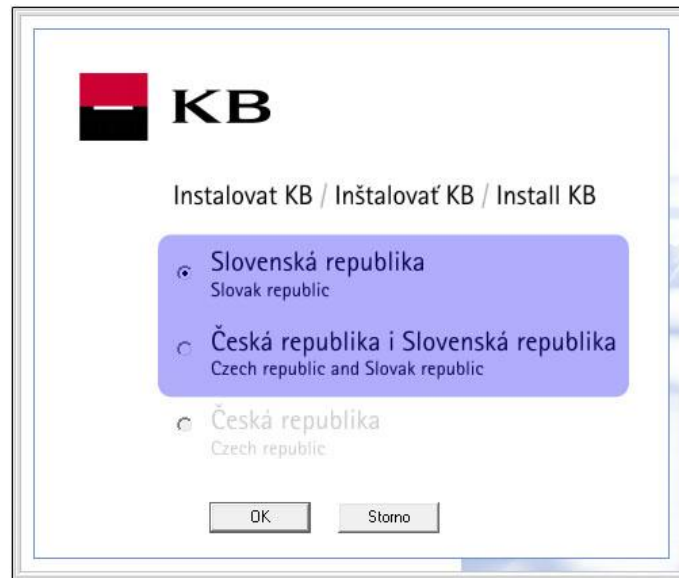 KB
Instalovat KB / Inštalovať KB / Install KB
Slovenská republika
Slovak republic
Česká republika i Slovenská republika
Czech republic and Slovak republic
Česká republika
Czech republic
OK Storno